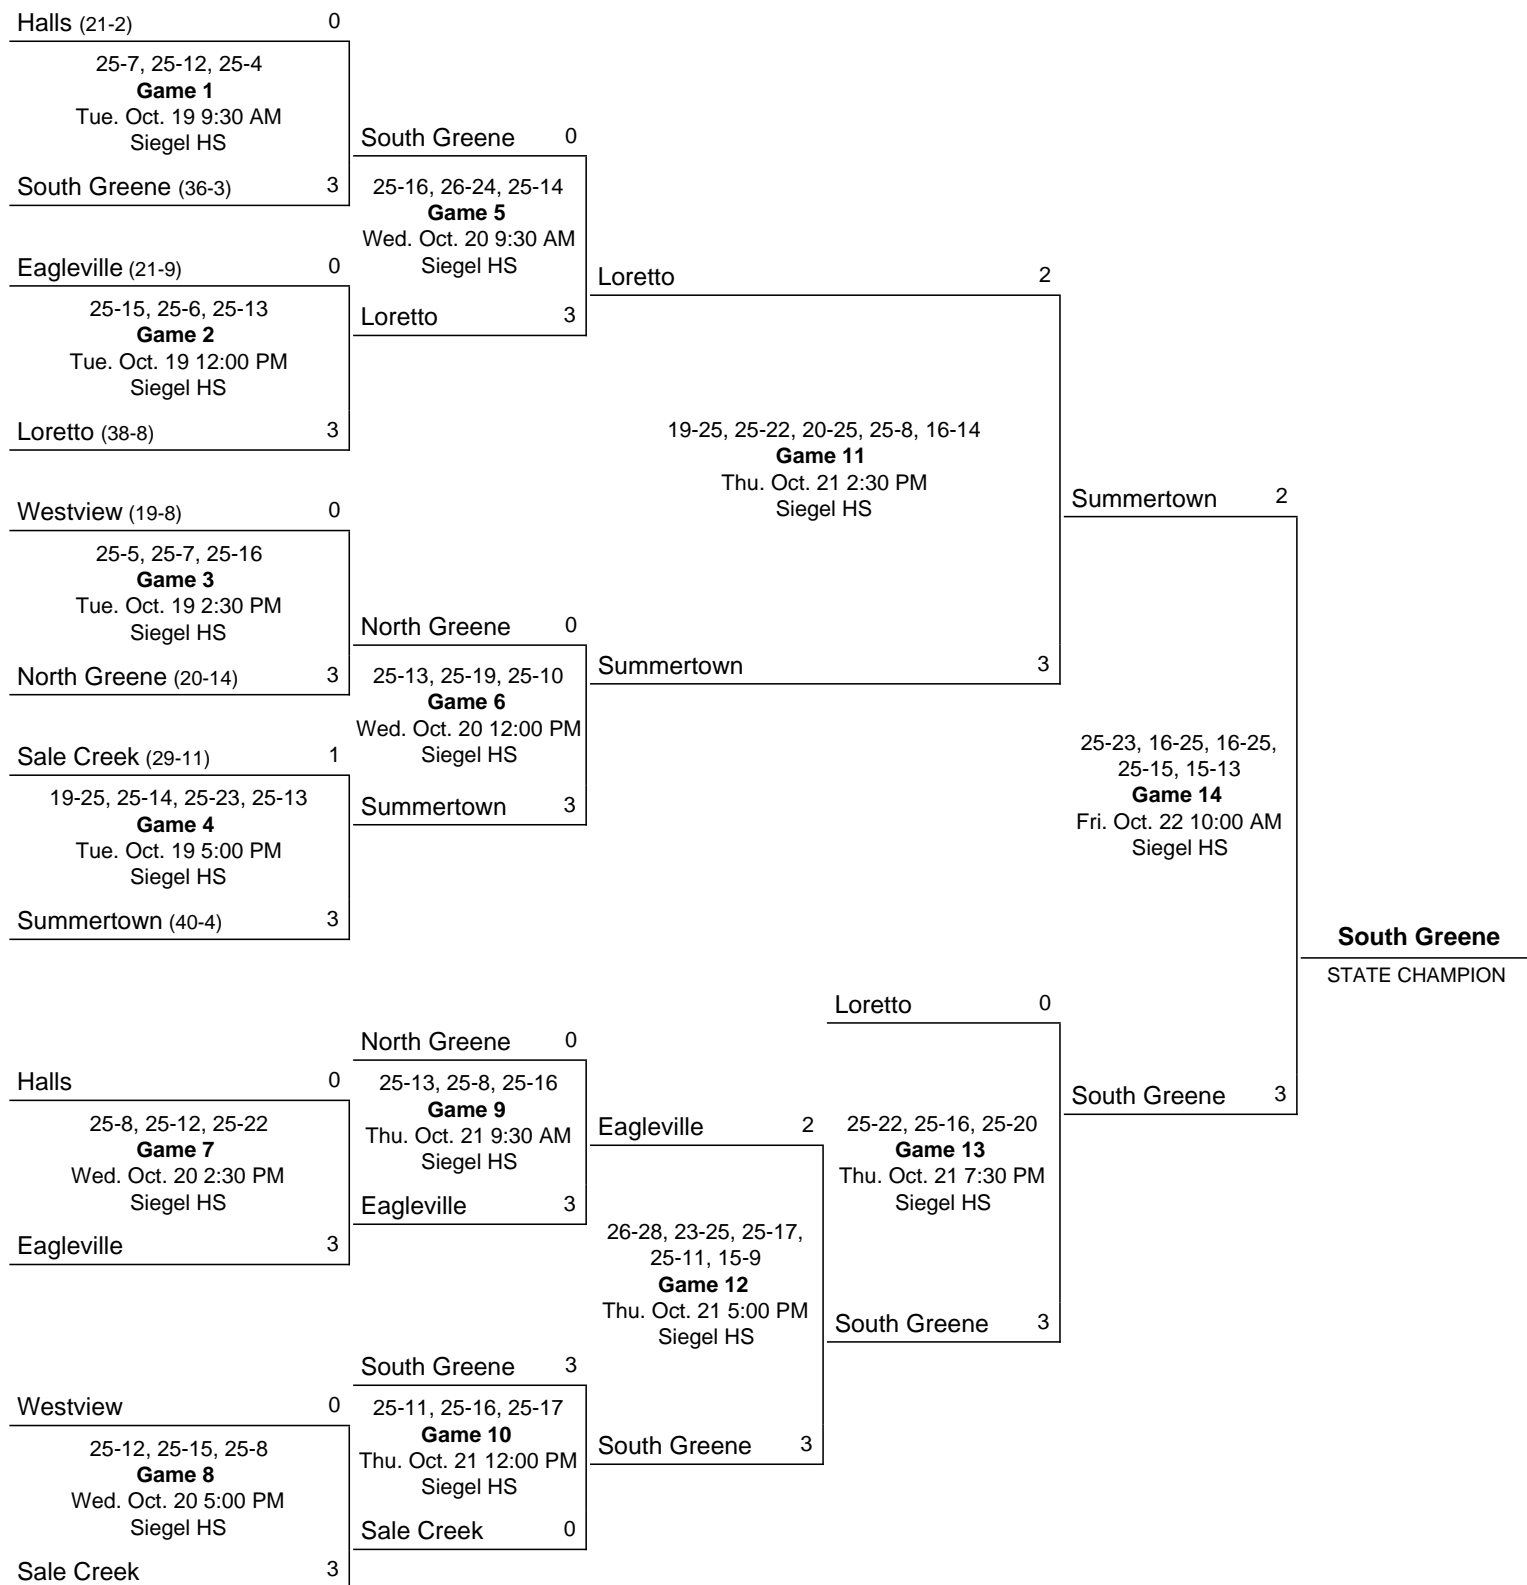 Halls (21-2) 0
25-7, 25-12, 25-4
Game 1
Tue. Oct. 19 9:30 AM
Siegel HS
South Greene (36-3) 3
Eagleville (21-9) 0
25-15, 25-6, 25-13
Game 2
Tue. Oct. 19 12:00 PM
Siegel HS
Loretto (38-8) 3
Westview (19-8) 0
25-5, 25-7, 25-16
Game 3
Tue. Oct. 19 2:30 PM
Siegel HS
North Greene (20-14) 3
Sale Creek (29-11) 1
19-25, 25-14, 25-23, 25-13
Game 4
Tue. Oct. 19 5:00 PM
Siegel HS
Summertown (40-4) 3
South Greene 0
25-16, 26-24, 25-14
Game 5
Wed. Oct. 20 9:30 AM
Siegel HS
Loretto 3
North Greene 0
25-13, 25-19, 25-10
Game 6
Wed. Oct. 20 12:00 PM
Siegel HS
Summertown 3
Loretto 2
19-25, 25-22, 20-25, 25-8, 16-14
Game 11
Thu. Oct. 21 2:30 PM
Siegel HS
Summertown 3
Summertown 2
25-23, 16-25, 16-25,
25-15, 15-13
Game 14
Fri. Oct. 22 10:00 AM
Siegel HS
South Greene 3
South Greene
STATE CHAMPION
Halls 0
25-8, 25-12, 25-22
Game 7
Wed. Oct. 20 2:30 PM
Siegel HS
Eagleville 3
Westview 0
25-12, 25-15, 25-8
Game 8
Wed. Oct. 20 5:00 PM
Siegel HS
Sale Creek 3
North Greene 0
25-13, 25-8, 25-16
Game 9
Thu. Oct. 21 9:30 AM
Siegel HS
Eagleville 3
South Greene 3
25-11, 25-16, 25-17
Game 10
Thu. Oct. 21 12:00 PM
Siegel HS
Sale Creek 0
Eagleville 2
26-28, 23-25, 25-17,
25-11, 15-9
Game 12
Thu. Oct. 21 5:00 PM
Siegel HS
South Greene 3
Loretto 0
25-22, 25-16, 25-20
Game 13
Thu. Oct. 21 7:30 PM
Siegel HS
South Greene 3